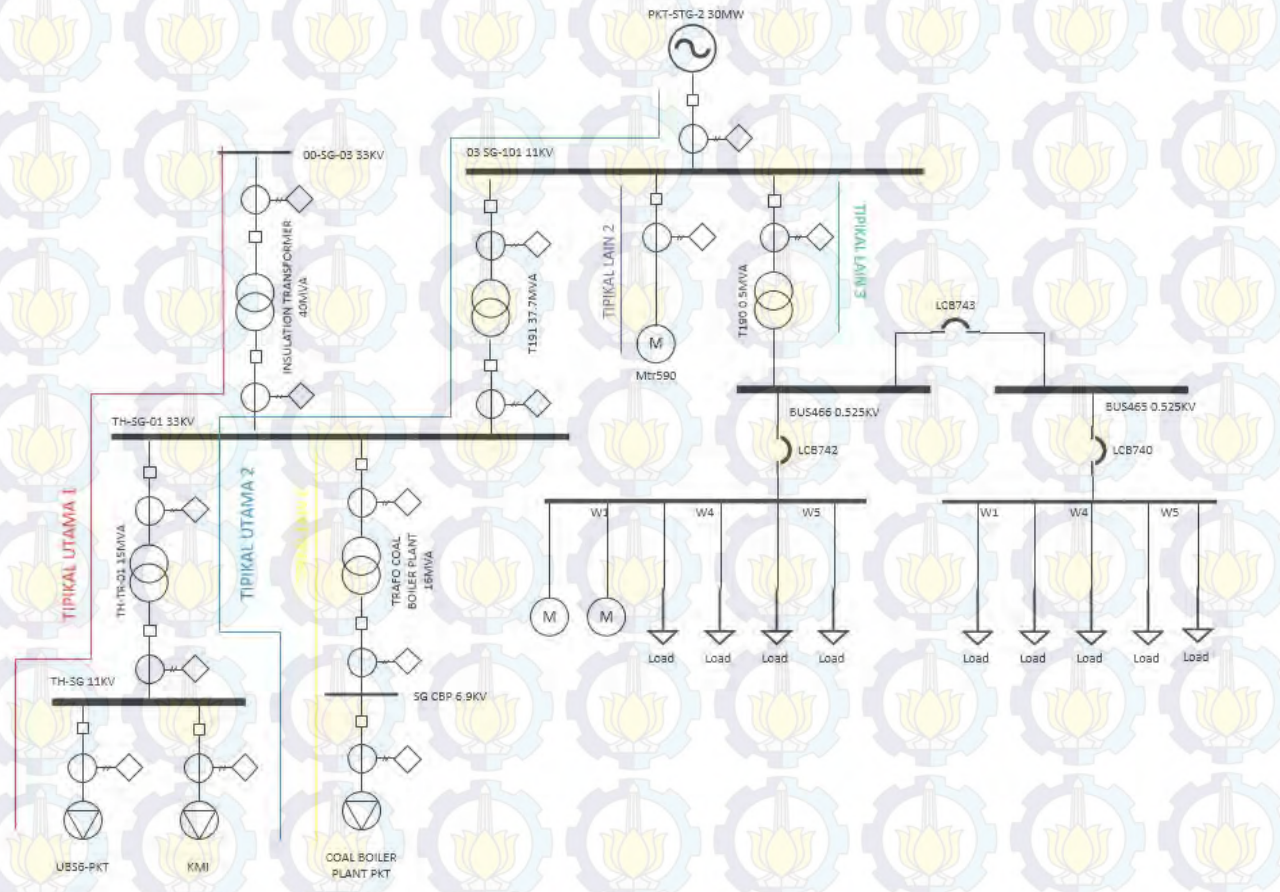 PKT-STG-2 30MW
00-SG-03 33KV
03 SG-101 11KV
INSULATION TRANSFORMER
40MVA
T191 37.7MVA
TIPIKAL LAIN 2
M
Mtr590
T190 0.5MVA
TIPIKAL LAIN 3
LCB743
BUS466 0.525KV
BUS465 0.525KV
TH-SG-01 33KV
LCB742
LCB740
TIPIKAL UTAMA 1
TH-TR-01 15MVA
TIPIKAL UTAMA 2
TRAFO COAL
BOILER PLANT
16MVA
W1
W4
W5
W1
W4
W5
M
M
Load
Load
Load
Load
Load
Load
Load
Load
Load
TH-SG 11KV
SG CBP 6.9KV
UBS6-PKT
KMI
COAL BOILER
PLANT PKT